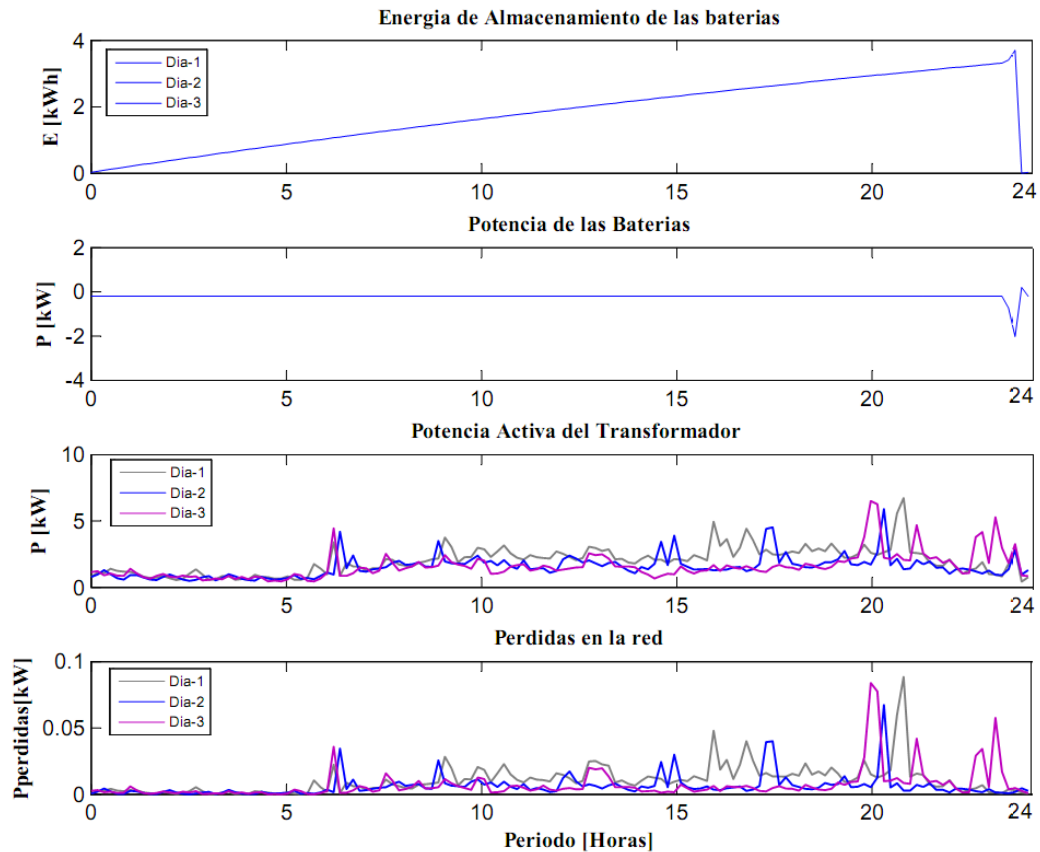 Energia de Almacenamiento de las baterias
E [kWh]
4
2
0
Dia-1
Dia-2
Dia-3
0 5 10 15 20 24
Potencia de las Baterias
P [kW]
2
0
-2
-4
0 5 10 15 20 24
Potencia Activa del Transformador
P [kW]
10
5
0
Dia-1
Dia-2
Dia-3
0 5 10 15 20 24
Perdidas en la red
Pperdidas[kW]
0.1
0.05
0
Dia-1
Dia-2
Dia-3
0 5 10 15 20 24
Periodo [Horas]